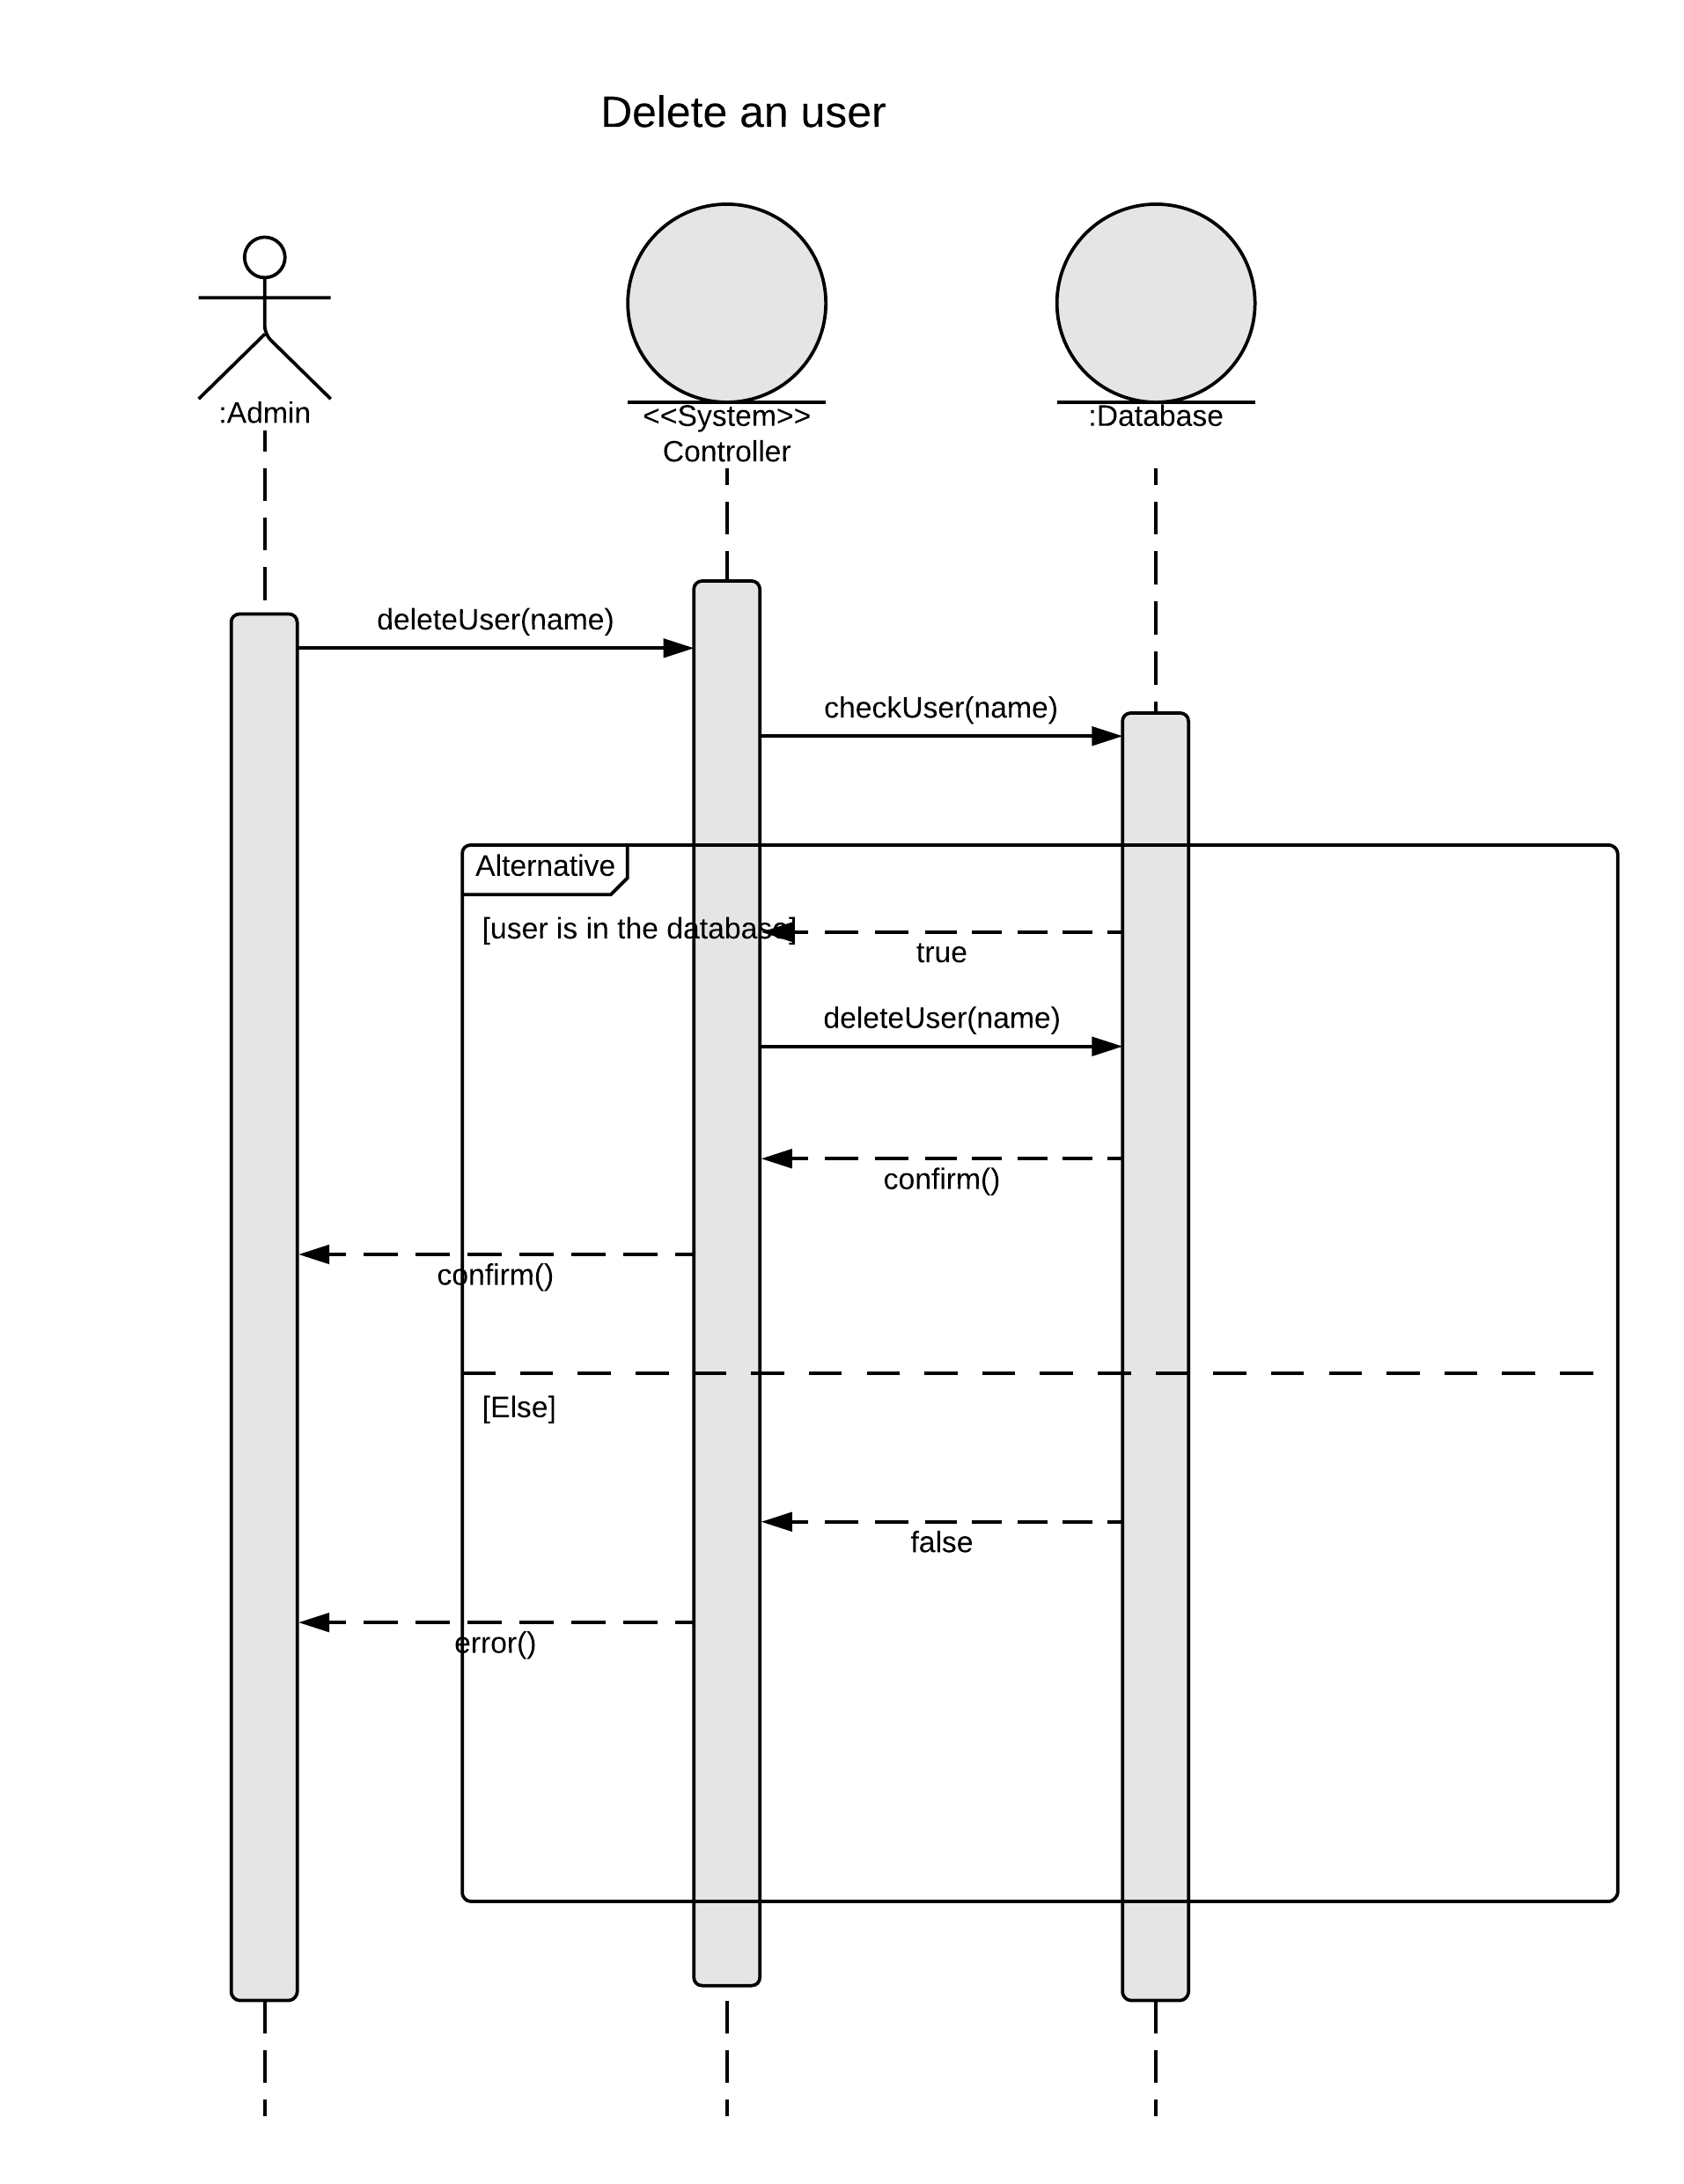 Delete an user
:Admin
<<System>>
Controller
:Database
deleteUser(name)
checkUser(name)
Alternative
[user is in the database]
true
deleteUser(name)
confirm()
confirm()
[Else]
false
error()